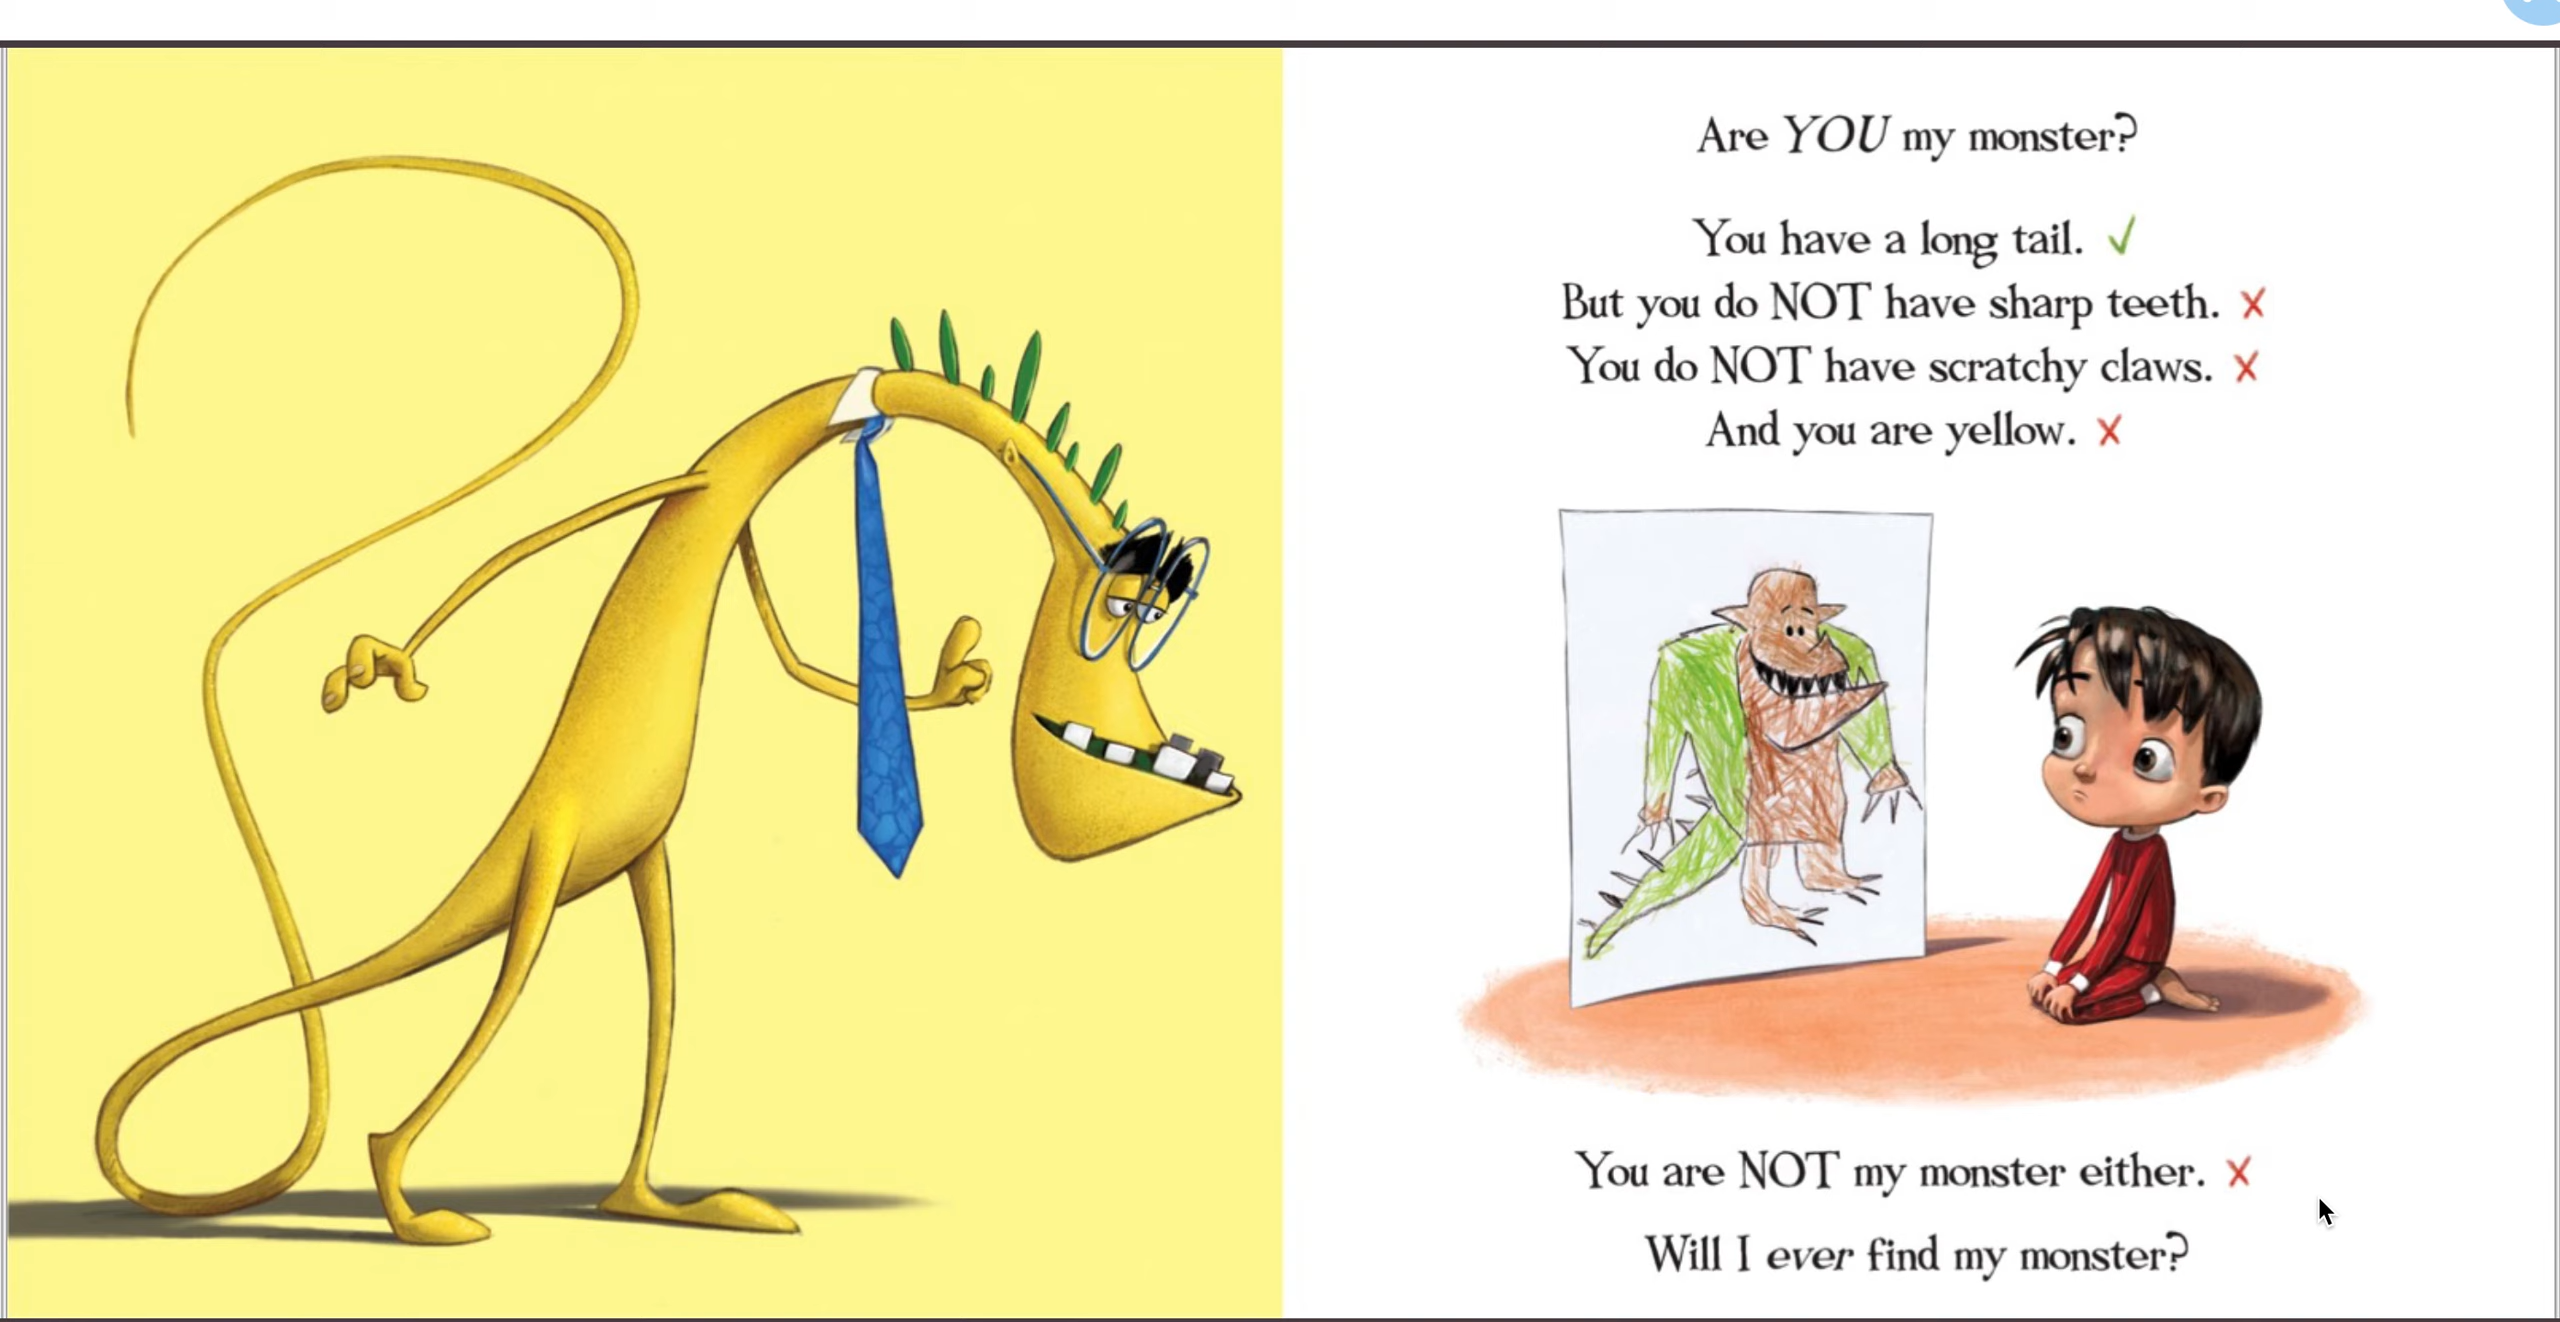 Are YOU my monster?
You have a long tail. ✓
But you do NOT have sharp teeth. X
You do NOT have scratchy claws. X
And you are yellow. X
You are NOT my monster either. X
Will I ever find my monster?